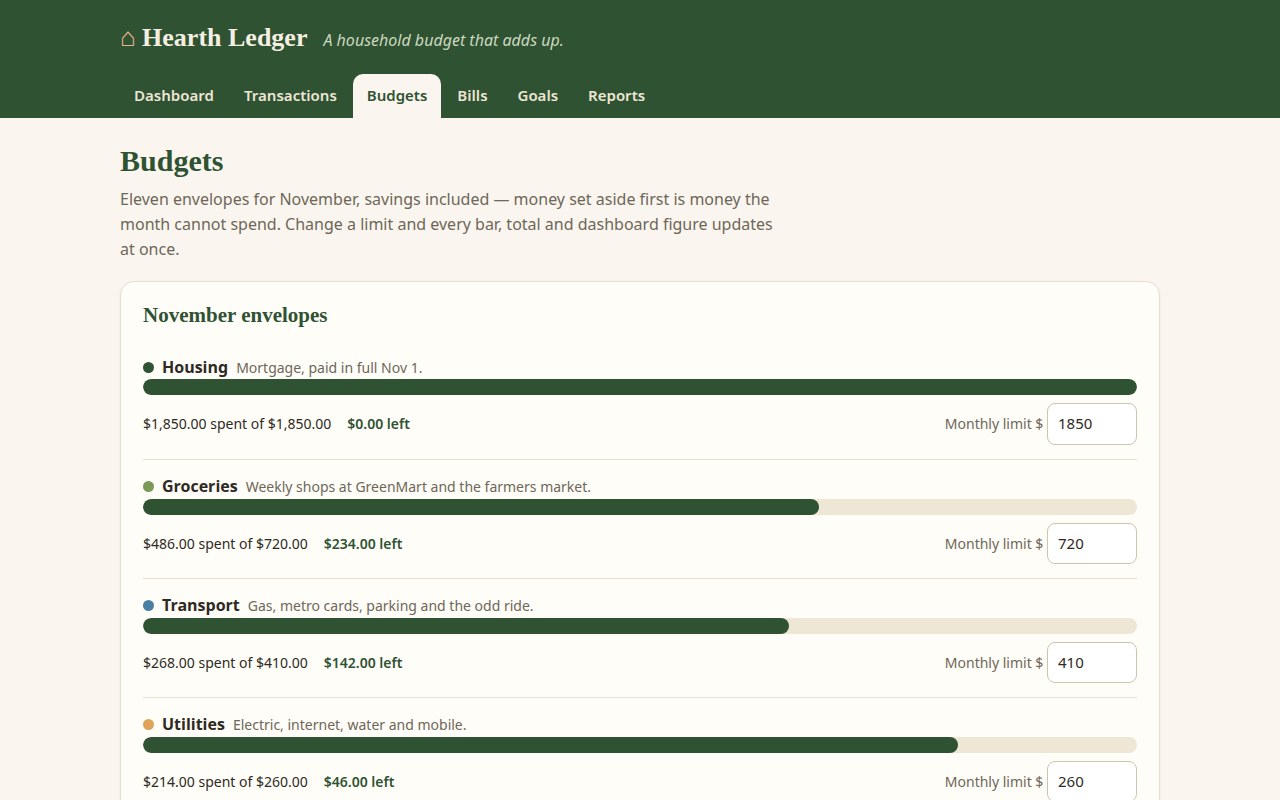 ⌂ Hearth Ledger A household budget that adds up.
Dashboard Transactions Budgets Bills Goals Reports
Budgets
Eleven envelopes for November, savings included — money set aside first is money the
month cannot spend. Change a limit and every bar, total and dashboard figure updates
at once.
November envelopes
Housing Mortgage, paid in full Nov 1.
$1,850.00 spent of $1,850.00 $0.00 left Monthly limit $ 1850
Groceries Weekly shops at GreenMart and the farmers market.
$486.00 spent of $720.00 $234.00 left Monthly limit $ 720
Transport Gas, metro cards, parking and the odd ride.
$268.00 spent of $410.00 $142.00 left Monthly limit $ 410
Utilities Electric, internet, water and mobile.
$214.00 spent of $260.00 $46.00 left Monthly limit $ 260